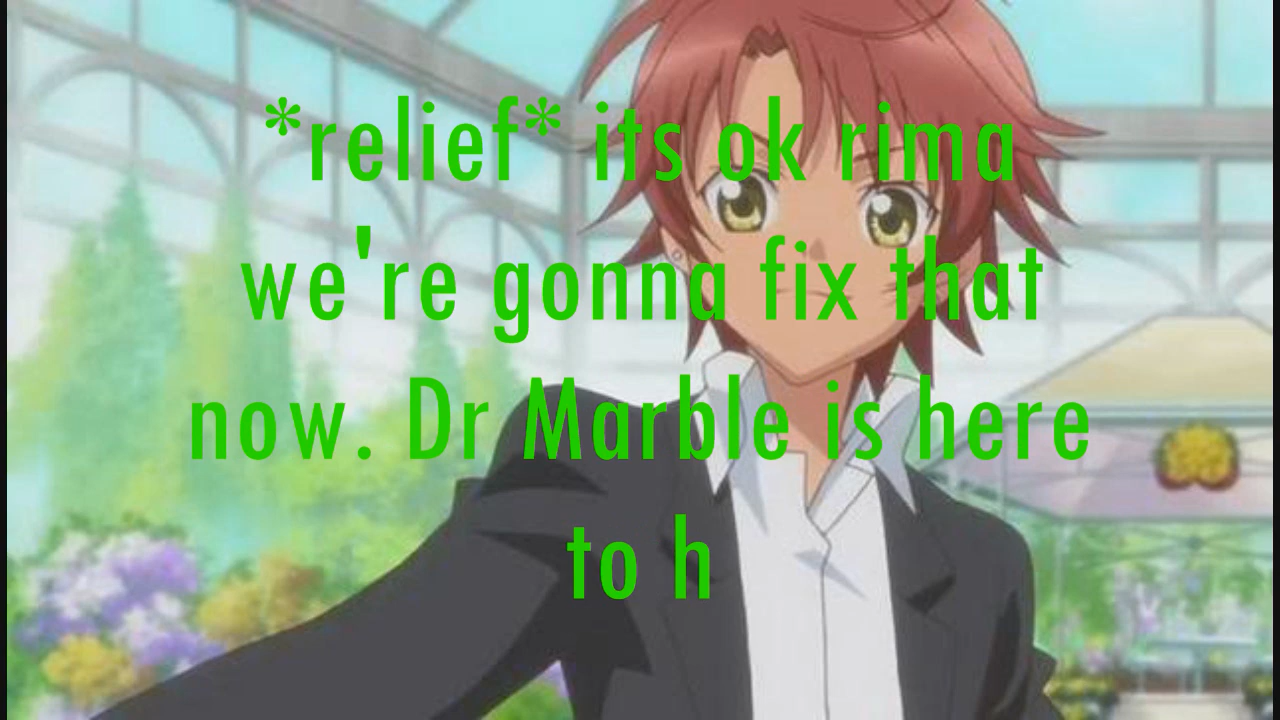 *relief* its ok rima
we're gonna fix that
now. Dr Marble is here
to h